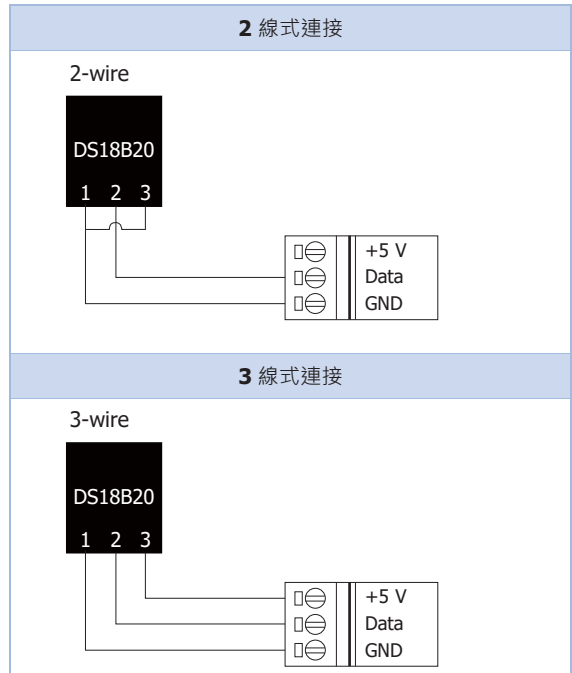 2 線式連接
2-wire
DS18B20
1 2 3
+5 V
Data
GND
3 線式連接
3-wire
DS18B20
1 2 3
+5 V
Data
GND